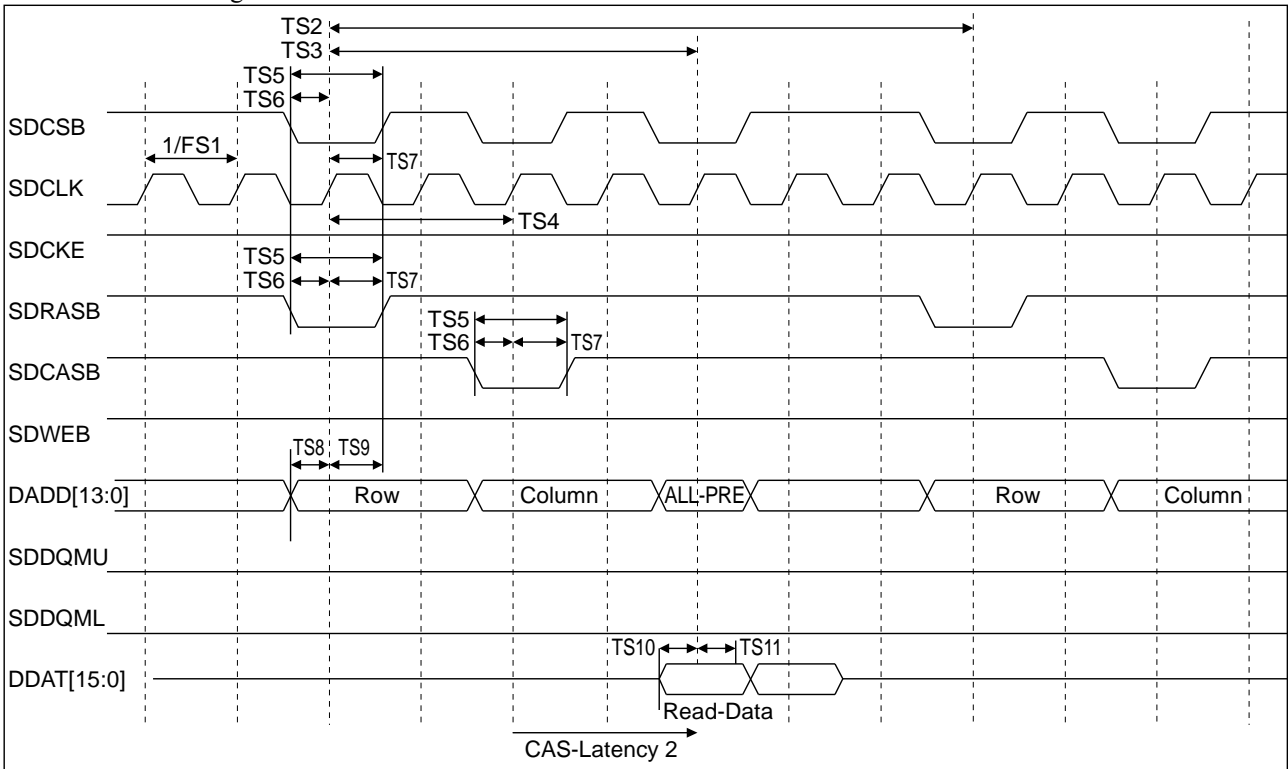 TS2
TS3
TS5
TS6
SDCSB
1/FS1
TS7
SDCLK
TS4
SDCKE
TS5
TS6 TS7
SDRASB
TS5
TS6 TS7
SDCASB
SDWEB
TS8 TS9
DADD[13:0] Row Column ALL-PRE Row Column
SDDQMU
SDDQML
TS10 TS11
DDAT[15:0]
Read-Data
CAS-Latency 2